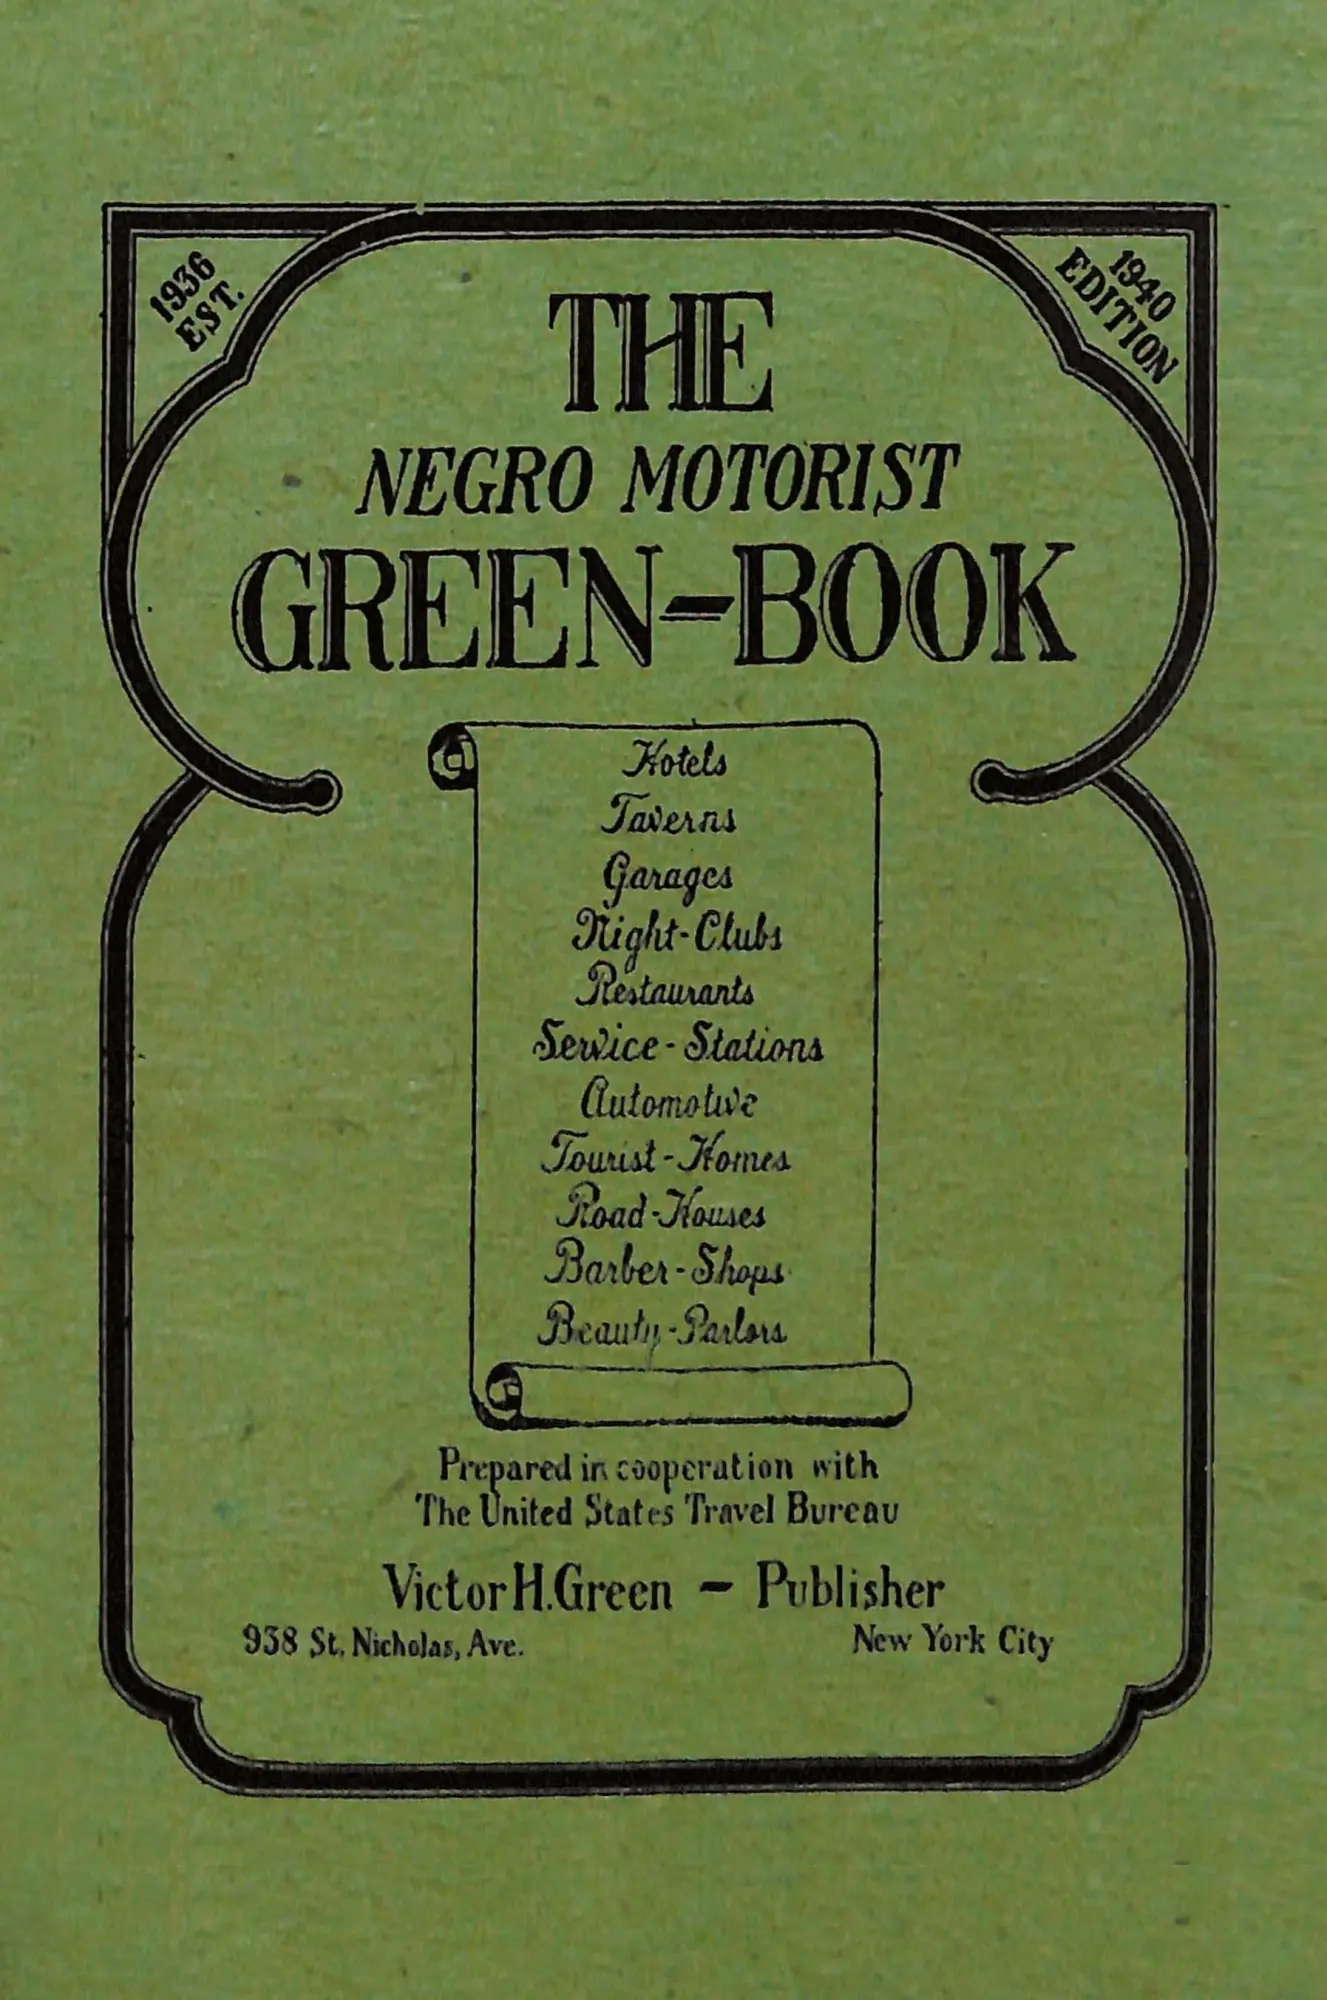 1936
EST.
1940
EDITION
THE
NEGRO MOTORIST
GREEN-BOOK
Hotels
Taverns
Garages
Night-Clubs
Restaurants
Service-Stations
Automotive
Tourist-Homes
Road-Houses
Barber-Shops
Beauty-Parlors
Prepared in cooperation with
The United States Travel Bureau
Victor H. Green — Publisher
938 St. Nicholas, Ave. New York City